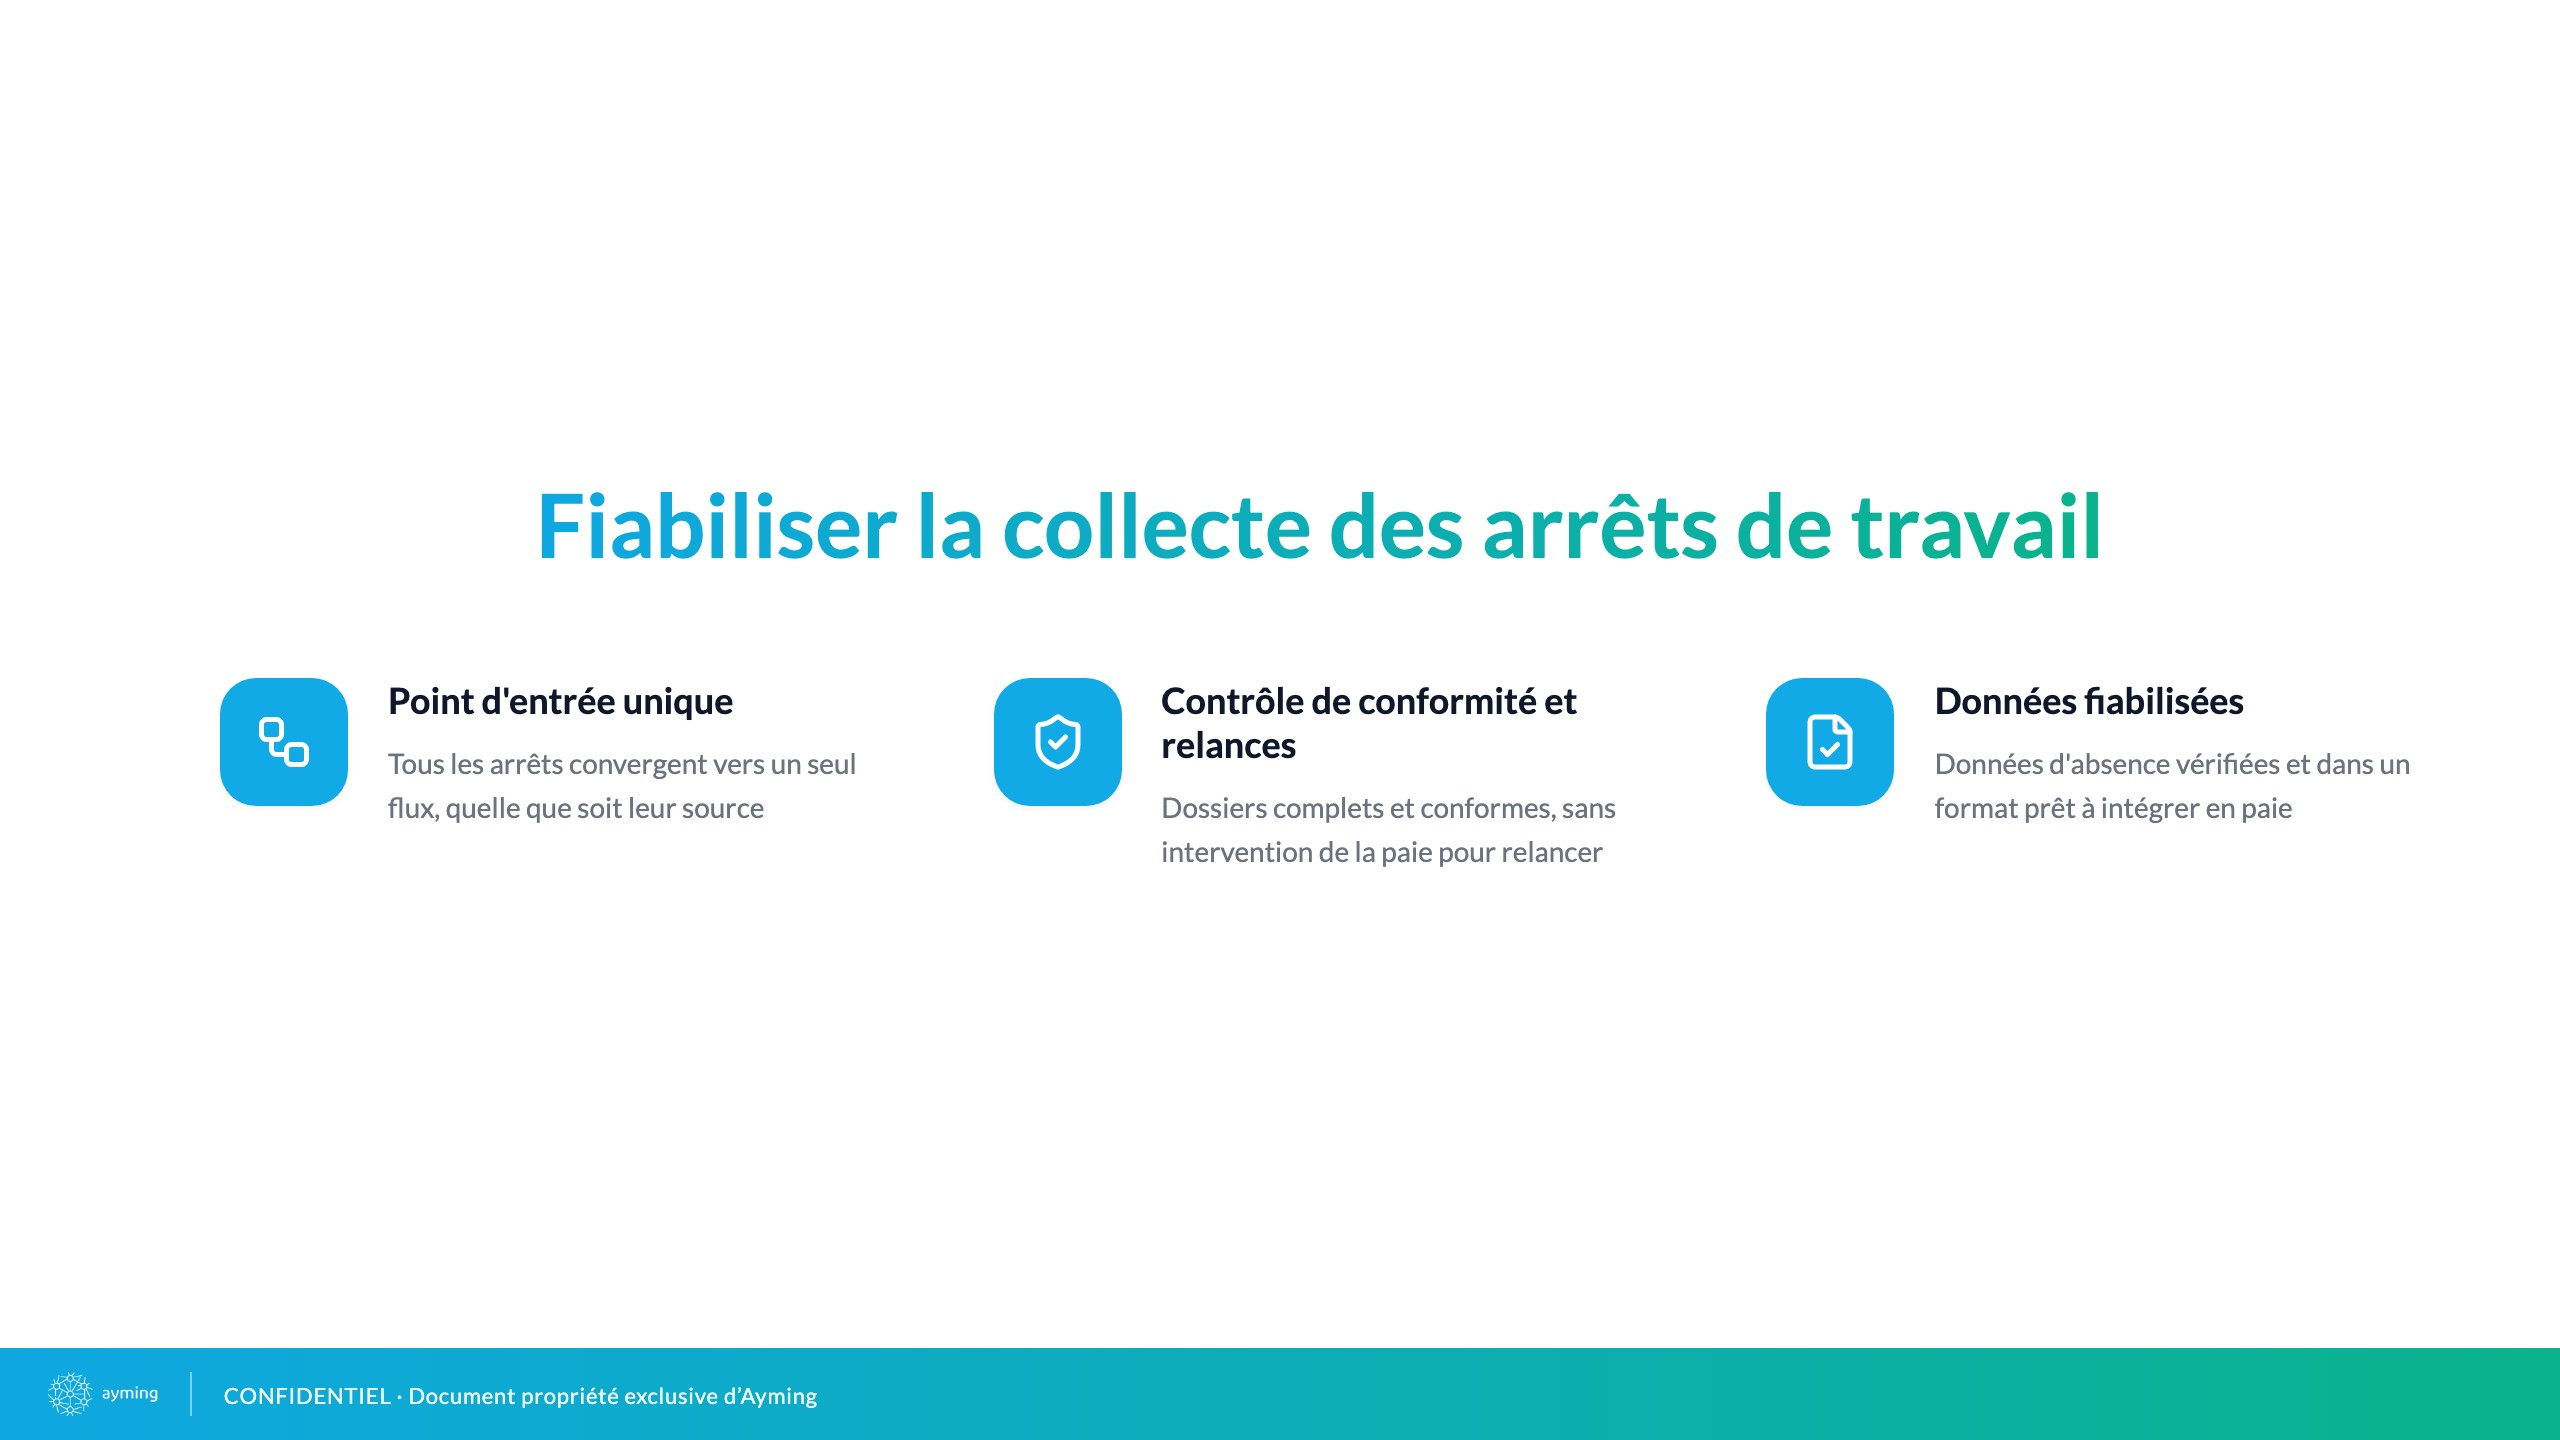 Fiabiliser la collecte des arrêts de travail
Point d'entrée unique
Tous les arrêts convergent vers un seul
flux, quelle que soit leur source
Contrôle de conformité et
relances
Dossiers complets et conformes, sans
intervention de la paie pour relancer
Données fiabilisées
Données d'absence vérifiées et dans un
format prêt à intégrer en paie
ayming
CONFIDENTIEL · Document propriété exclusive d’Ayming